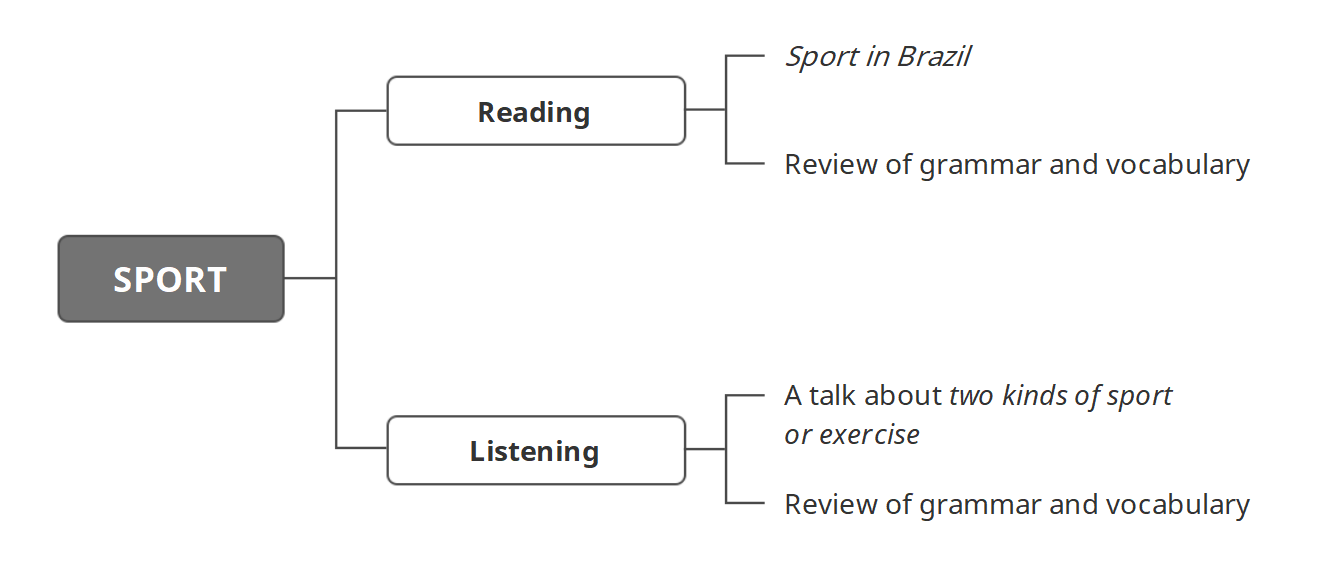 SPORT
Reading
Sport in Brazil
Review of grammar and vocabulary
Listening
A talk about two kinds of sport
or exercise
Review of grammar and vocabulary